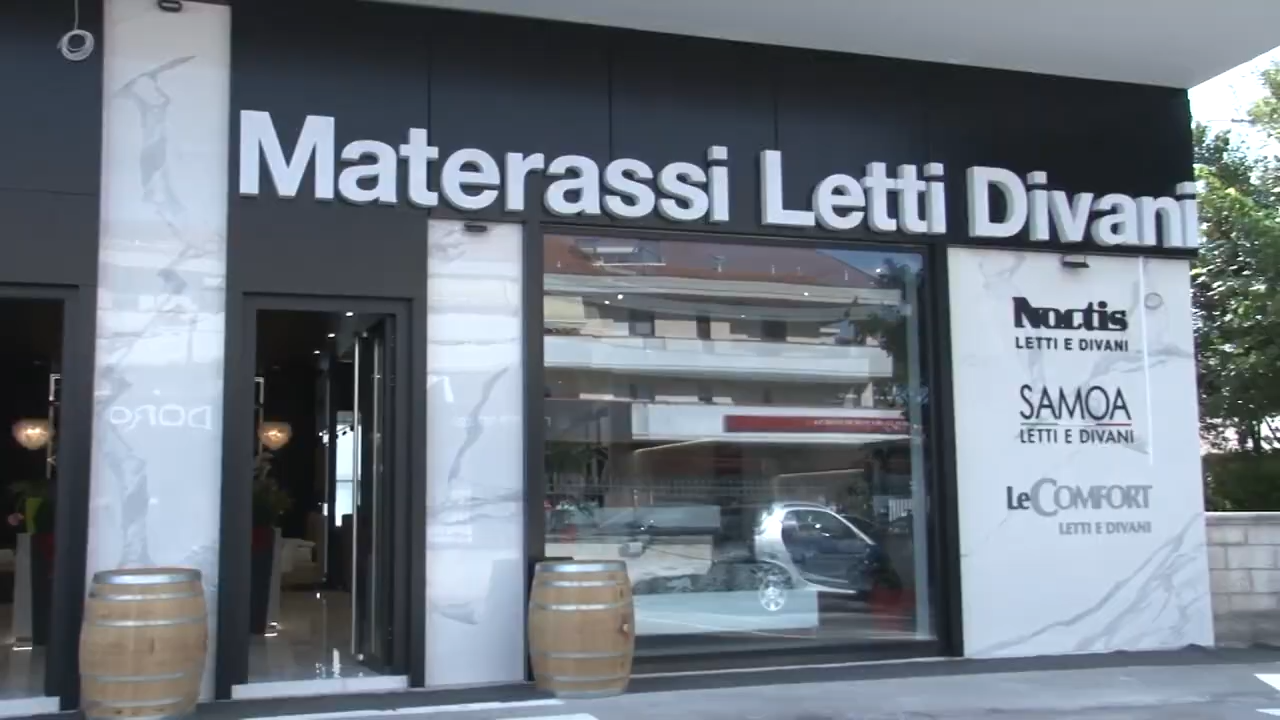 Materassi Letti Divani
Noctis
LETTI E DIVANI
SAMOA
LETTI E DIVANI
LeCOMFORT
LETTI E DIVANI